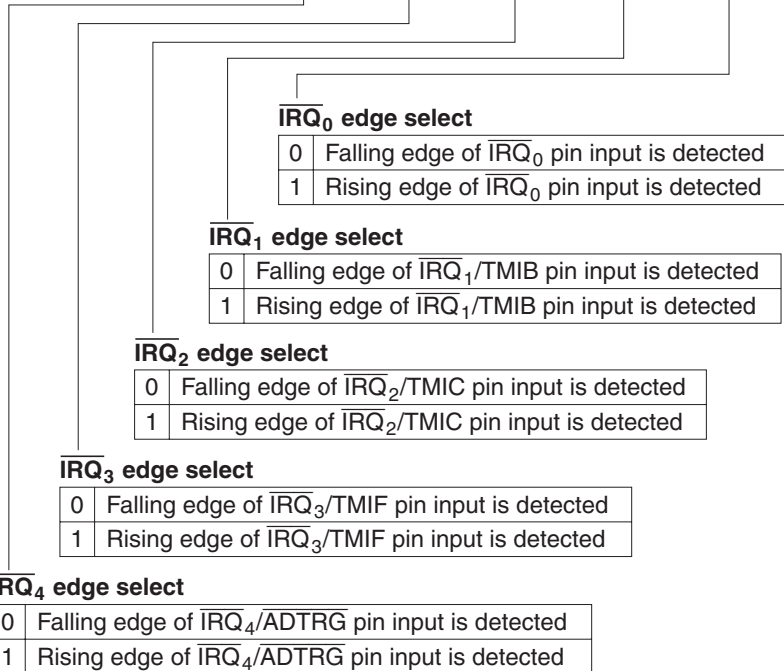 IRQ0 edge select
0 Falling edge of IRQ0 pin input is detected
1 Rising edge of IRQ0 pin input is detected
IRQ1 edge select
0 Falling edge of IRQ1/TMIB pin input is detected
1 Rising edge of IRQ1/TMIB pin input is detected
IRQ2 edge select
0 Falling edge of IRQ2/TMIC pin input is detected
1 Rising edge of IRQ2/TMIC pin input is detected
IRQ3 edge select
0 Falling edge of IRQ3/TMIF pin input is detected
1 Rising edge of IRQ3/TMIF pin input is detected
RQ4 edge select
0 Falling edge of IRQ4/ADTRG pin input is detected
1 Rising edge of IRQ4/ADTRG pin input is detected